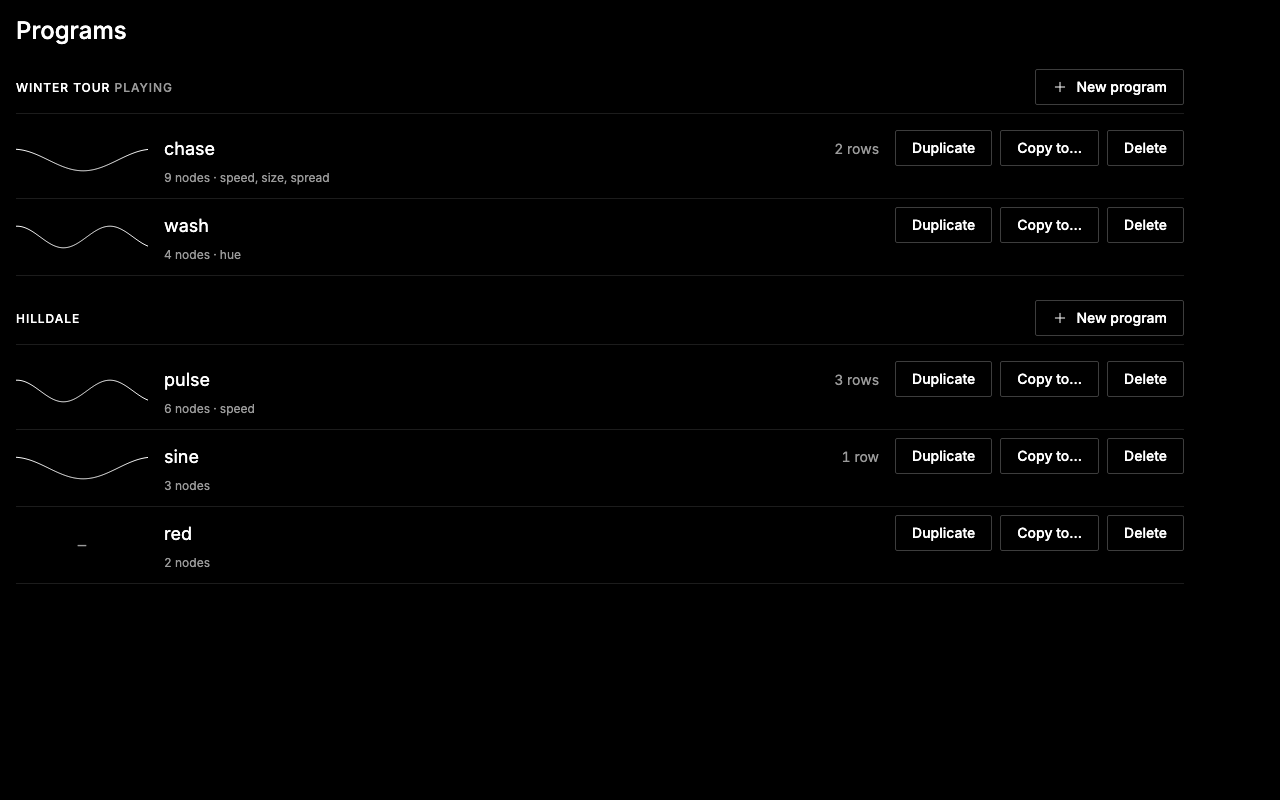 Programs
WINTER TOUR PLAYING
+ New program
chase
2 rows
Duplicate
Copy to...
Delete
9 nodes · speed, size, spread
wash
Duplicate
Copy to...
Delete
4 nodes · hue
HILLDALE
+ New program
pulse
3 rows
Duplicate
Copy to...
Delete
6 nodes · speed
sine
1 row
Duplicate
Copy to...
Delete
3 nodes
–
red
Duplicate
Copy to...
Delete
2 nodes